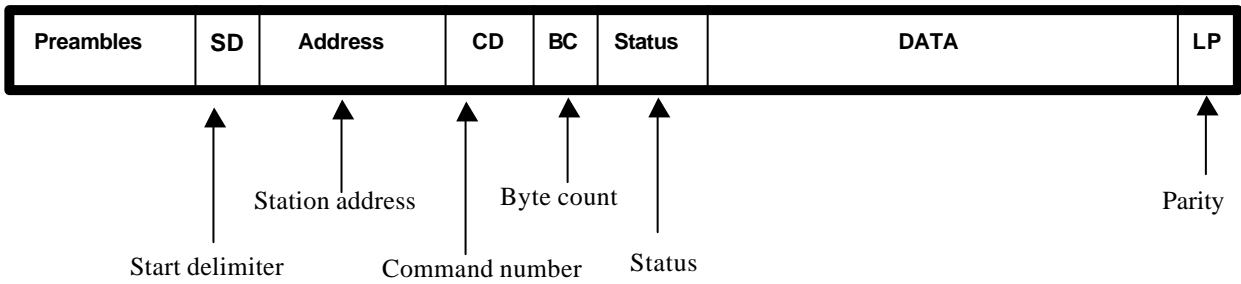 Preambles SD Address CD BC Status DATA LP
Station address Byte count Parity
Start delimiter Command number Status